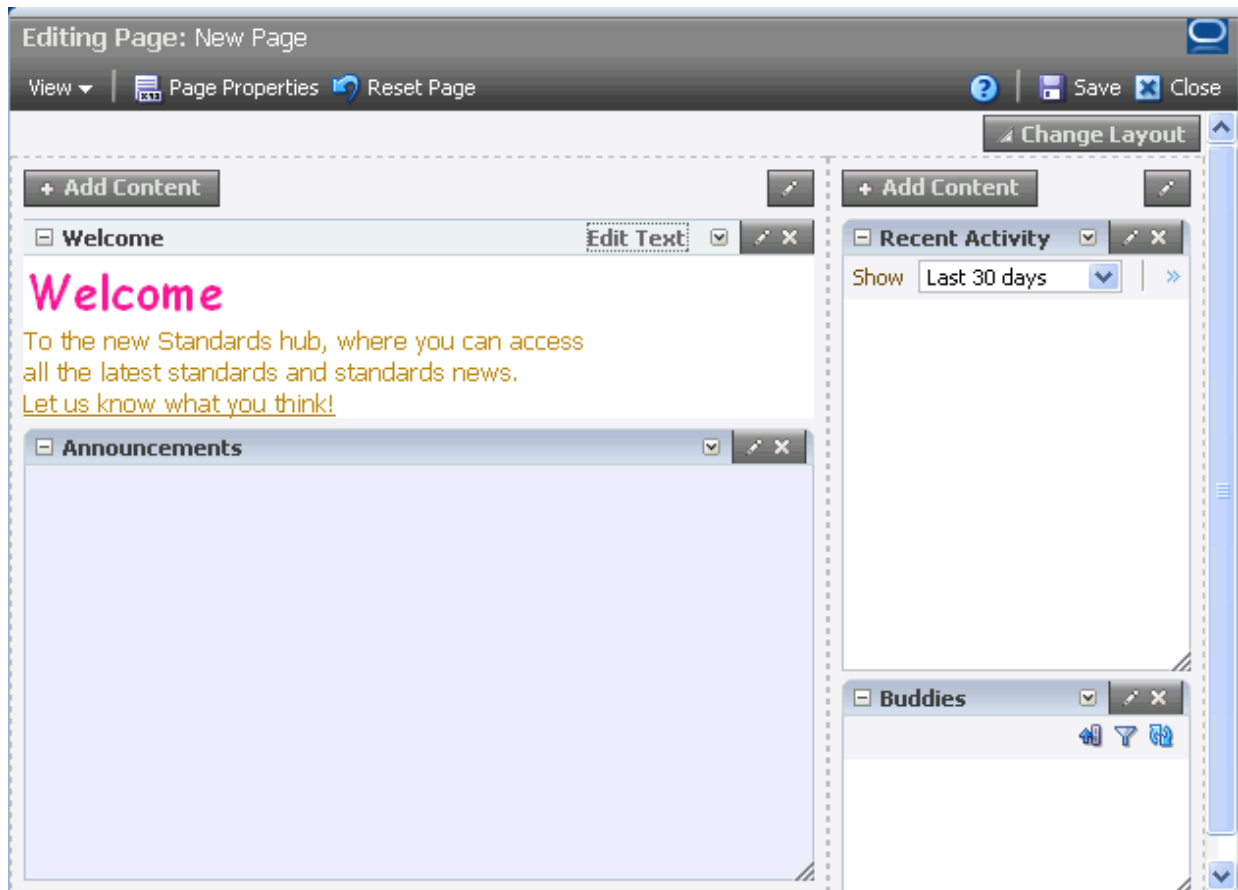 Editing Page: New Page
View Page Properties Reset Page Save Close
Change Layout
+ Add Content
Welcome Edit Text
Welcome
To the new Standards hub, where you can access
all the latest standards and standards news.
Let us know what you think!
Announcements
+ Add Content
Recent Activity
Show Last 30 days »
Buddies